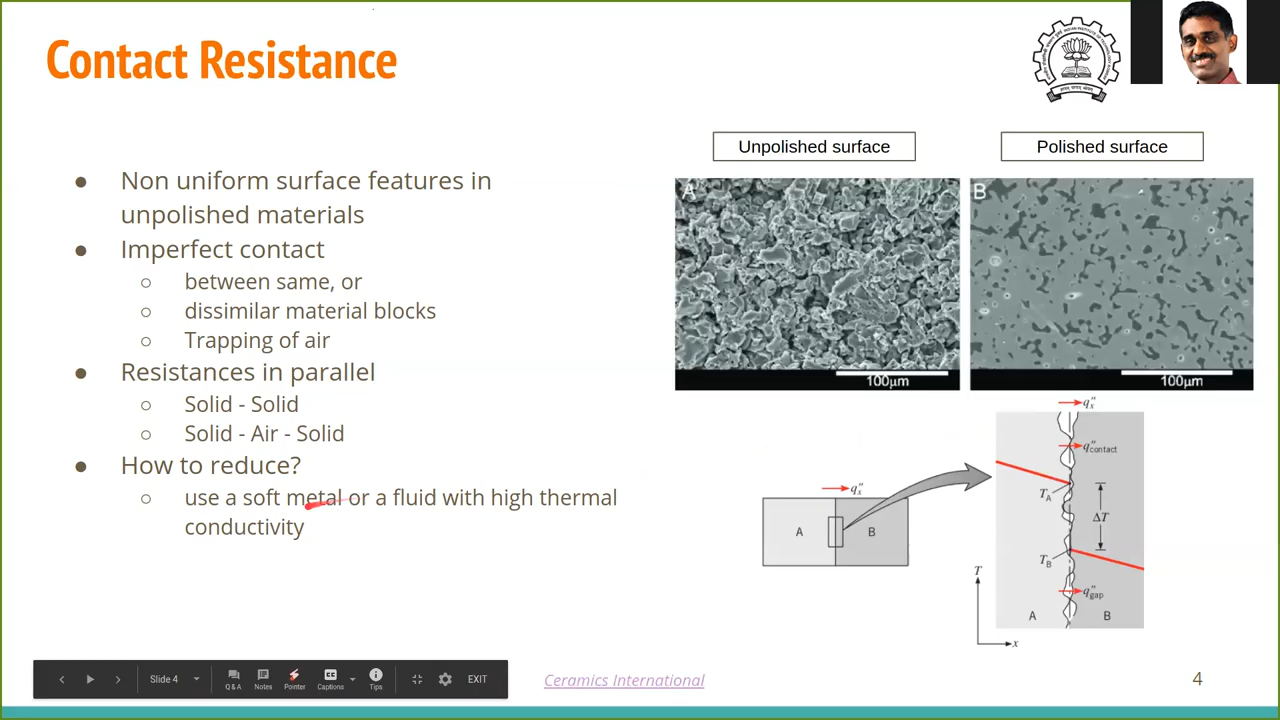 Contact Resistance
● Non uniform surface features in
unpolished materials
● Imperfect contact
○ between same, or
○ dissimilar material blocks
○ Trapping of air
● Resistances in parallel
○ Solid - Solid
○ Solid - Air - Solid
● How to reduce?
○ use a soft metal or a fluid with high thermal
conductivity
Unpolished surface
Polished surface
A
100µm
B
100µm
q″x
A
B
q″x
q″contact
TA
ΔT
TB
q″gap
A
B
T
x
Slide 4
Q & A
Notes
Pointer
CC
Captions
Tips
EXIT
Ceramics International
4